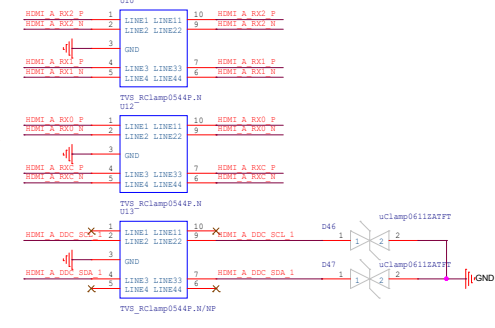 U10
HDMI_A_RX2_P 1 LINE1 LINE11 10 HDMI_A_RX2_P
HDMI_A_RX2_N 2 LINE2 LINE22 9 HDMI_A_RX2_N
3 GND
HDMI_A_RX1_P 4 LINE3 LINE33 7 HDMI_A_RX1_P
HDMI_A_RX1_N 5 LINE4 LINE44 6 HDMI_A_RX1_N
TVS_RClamp0544P.N
U12
HDMI_A_RX0_P 1 LINE1 LINE11 10 HDMI_A_RX0_P
HDMI_A_RX0_N 2 LINE2 LINE22 9 HDMI_A_RX0_N
3 GND
HDMI_A_RXC_P 4 LINE3 LINE33 7 HDMI_A_RXC_P
HDMI_A_RXC_N 5 LINE4 LINE44 6 HDMI_A_RXC_N
TVS_RClamp0544P.N
U13
1 LINE1 LINE11 10
HDMI_A_DDC_SCL_1 2 LINE2 LINE22 9 HDMI_A_DDC_SCL_1
3 GND
HDMI_A_DDC_SDA_1 4 LINE3 LINE33 7 HDMI_A_DDC_SDA_1
5 LINE4 LINE44 6
TVS_RClamp0544P.N/NP
D46 uClamp0611ZATFT
1 1 2 2
D47 uClamp0611ZATFT
1 1 2 2
GND